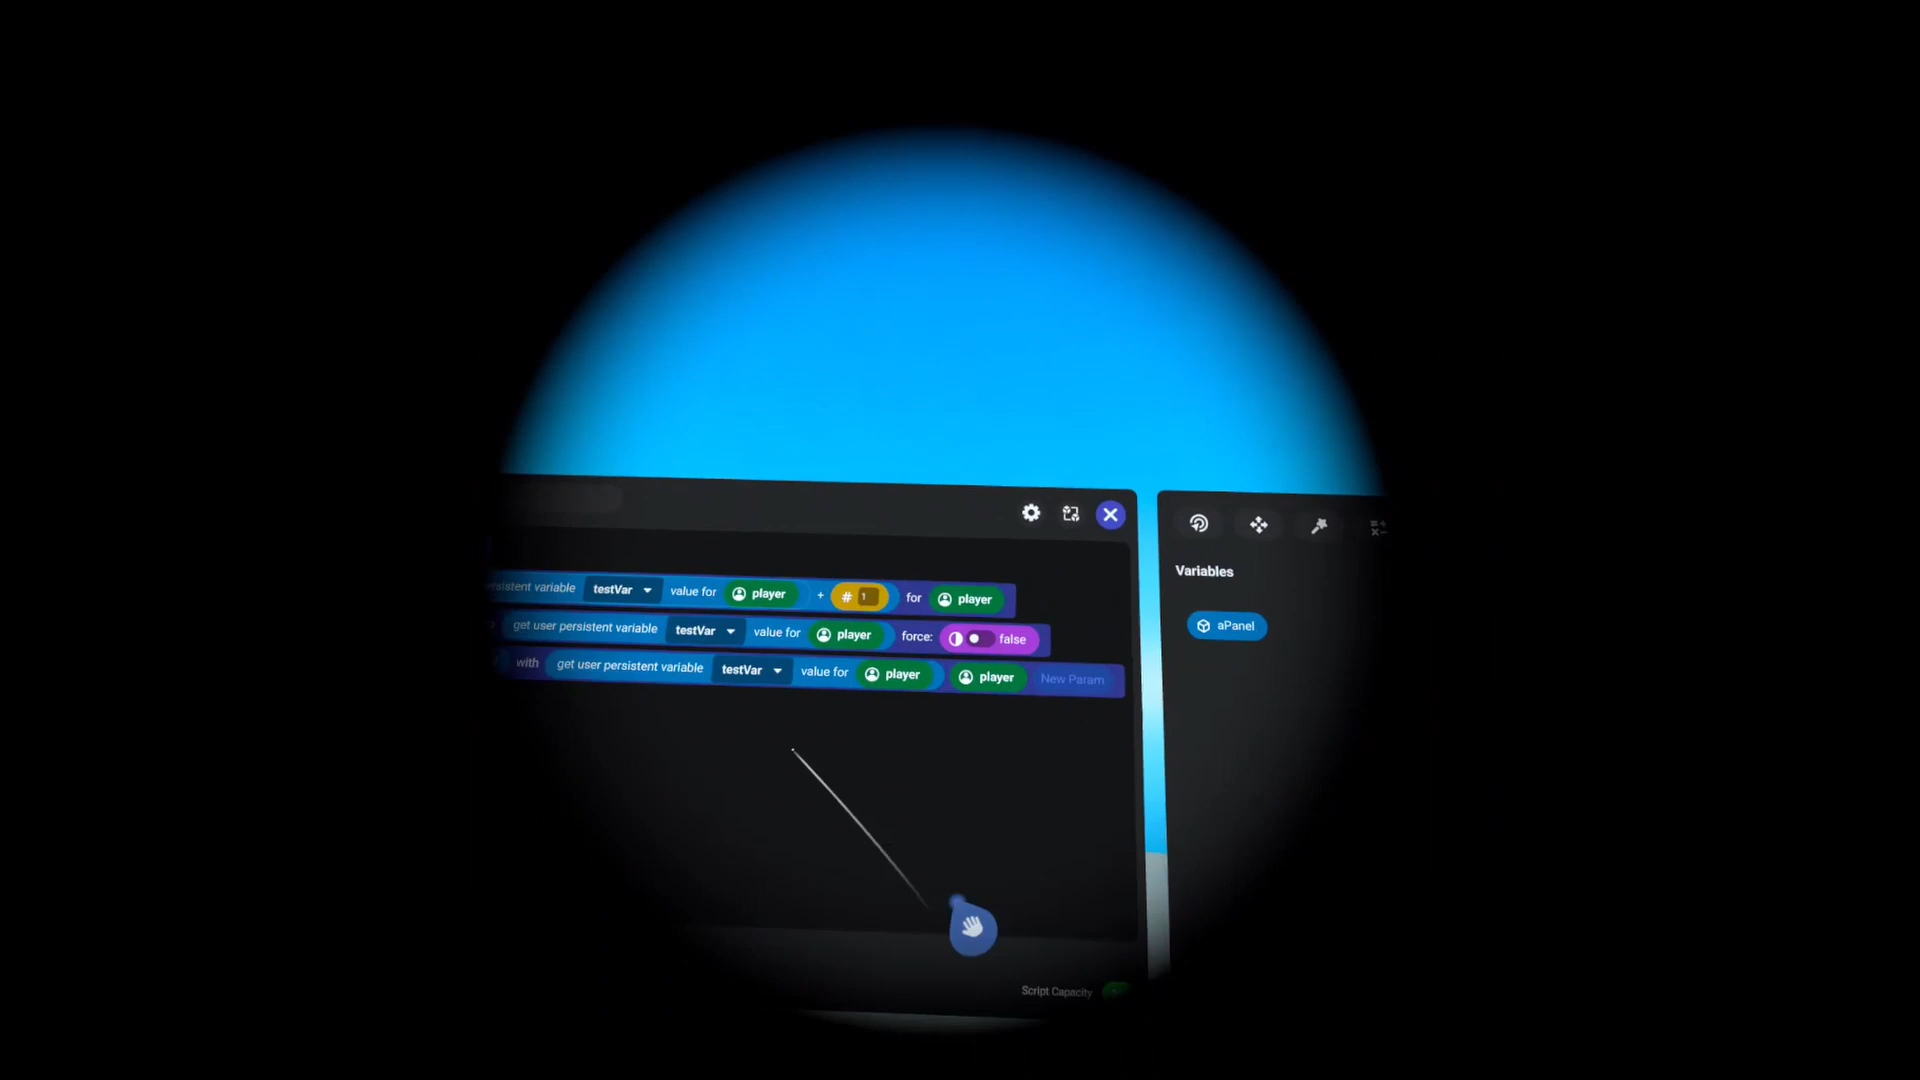 variable testVar value for player + # 1 for player
get user persistent variable testVar value for player force: false
with get user persistent variable testVar value for player player New Param
Script Capacity
Variables
aPanel